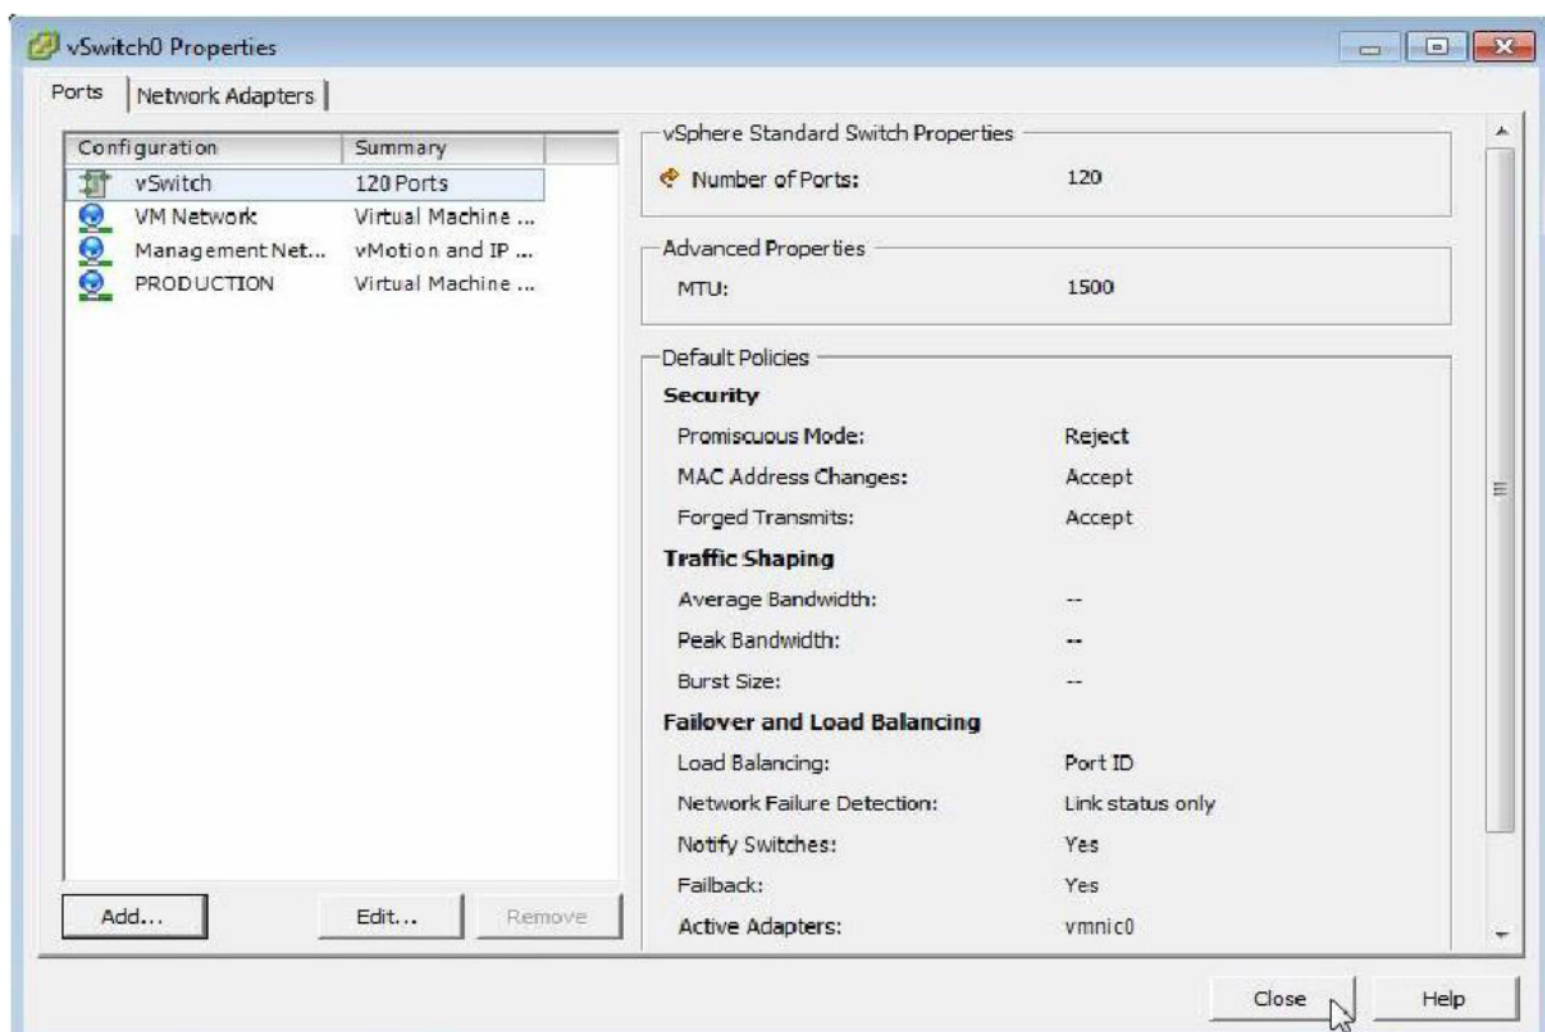 vSwitch0 Properties
Ports Network Adapters
Configuration Summary
vSwitch 120 Ports
VM Network Virtual Machine ...
Management Net... vMotion and IP ...
PRODUCTION Virtual Machine ...
Add... Edit... Remove
vSphere Standard Switch Properties
Number of Ports: 120
Advanced Properties
MTU: 1500
Default Policies
Security
Promiscuous Mode: Reject
MAC Address Changes: Accept
Forged Transmits: Accept
Traffic Shaping
Average Bandwidth: --
Peak Bandwidth: --
Burst Size: --
Failover and Load Balancing
Load Balancing: Port ID
Network Failure Detection: Link status only
Notify Switches: Yes
Failback: Yes
Active Adapters: vmnic0
Close Help